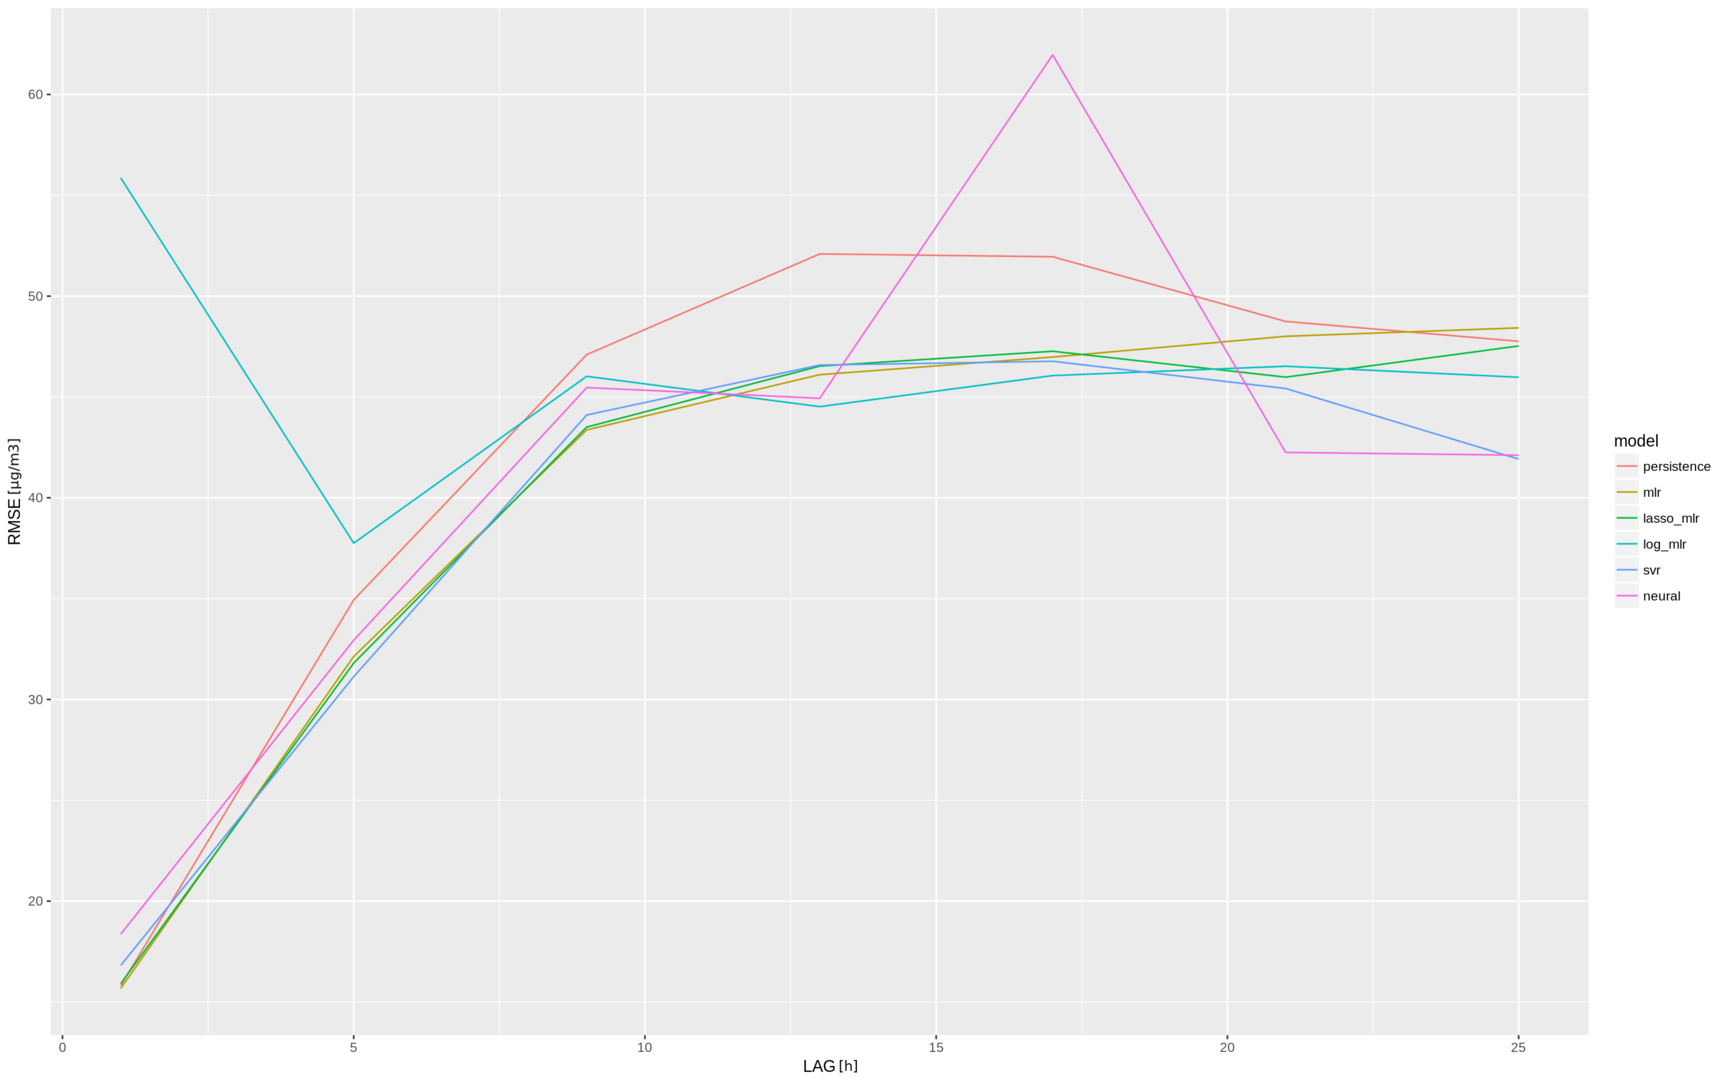 60
50
40
30
20
RMSE [µg/m3]
0 5 10 15 20 25
LAG [h]
model
persistence
mlr
lasso_mlr
log_mlr
svr
neural